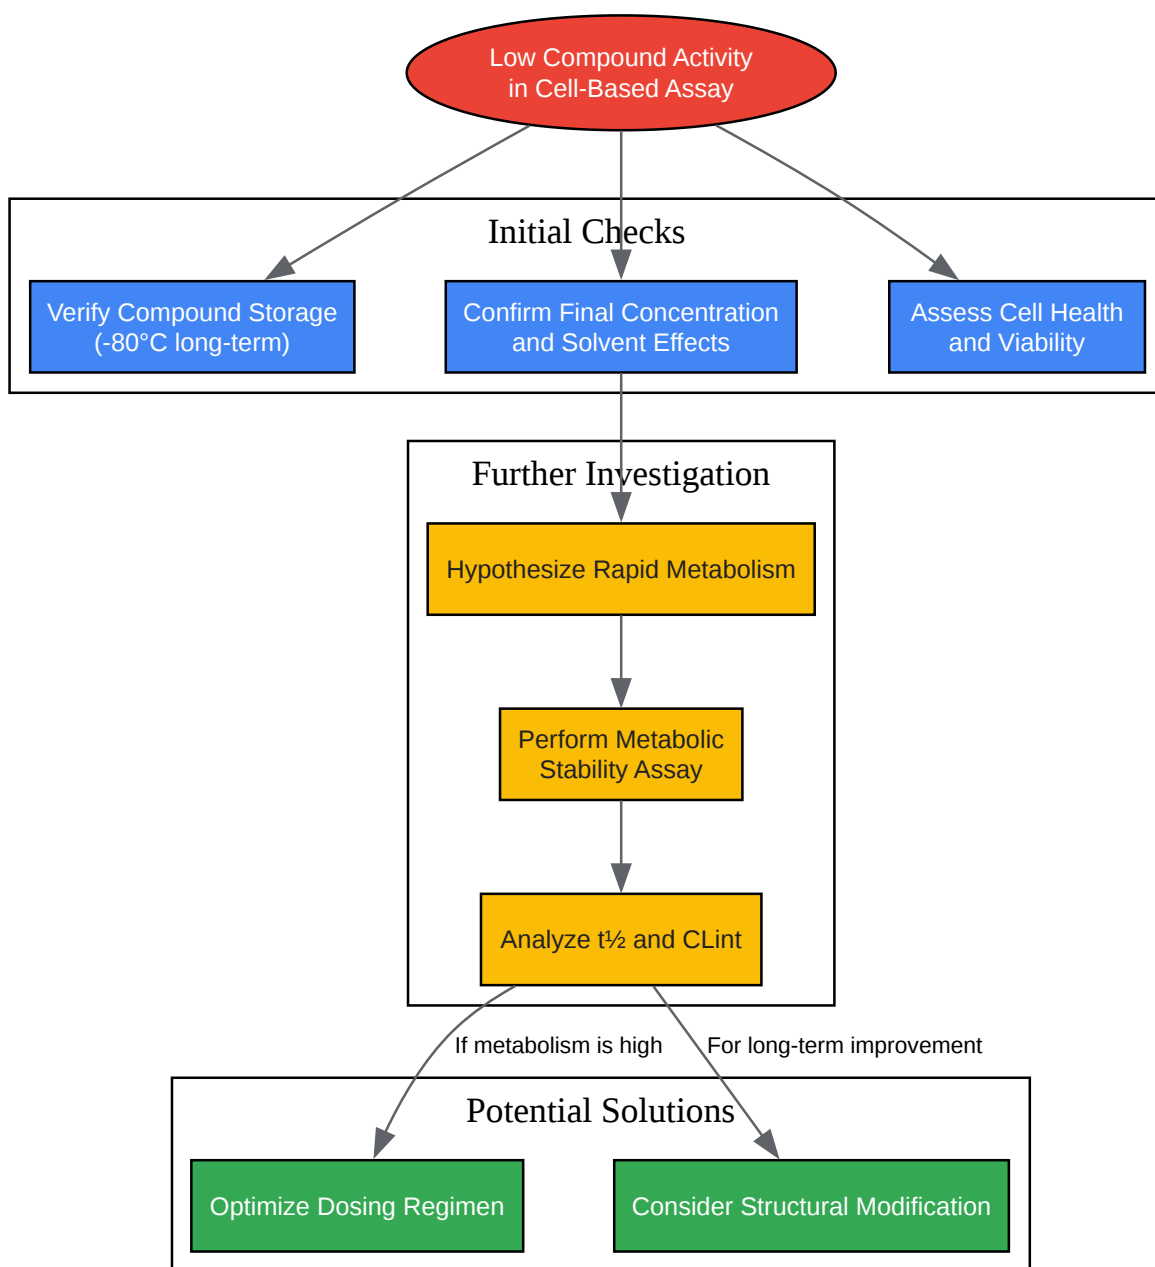 Low Compound Activity
in Cell-Based Assay
Initial Checks
Verify Compound Storage
(-80°C long-term)
Confirm Final Concentration
and Solvent Effects
Assess Cell Health
and Viability
Further Investigation
Hypothesize Rapid Metabolism
Perform Metabolic
Stability Assay
Analyze t½ and CLint
If metabolism is high
For long-term improvement
Potential Solutions
Optimize Dosing Regimen
Consider Structural Modification